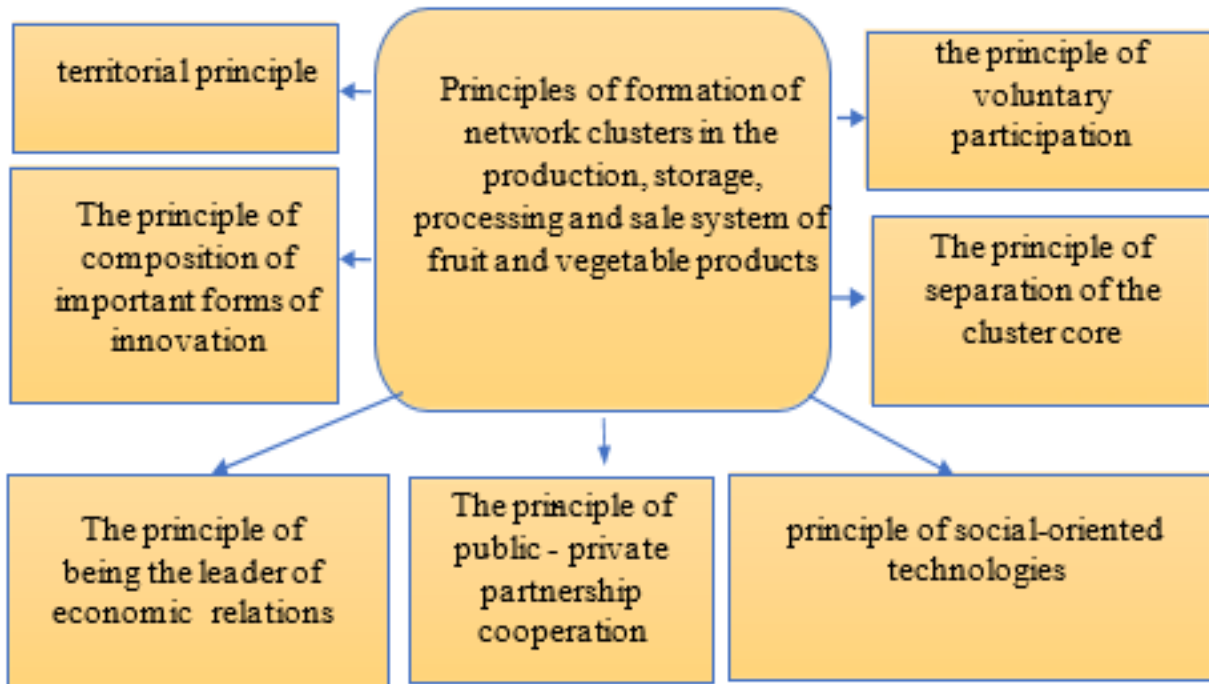 territorial principle
Principles of formation of
network clusters in the
production, storage,
processing and sale system of
fruit and vegetable products
the principle of
voluntary
participation
The principle of
composition of
important forms of
innovation
The principle of
separation of the
cluster core
The principle of
being the leader of
economic relations
The principle of
public - private
partnership
cooperation
principle of social-oriented
technologies